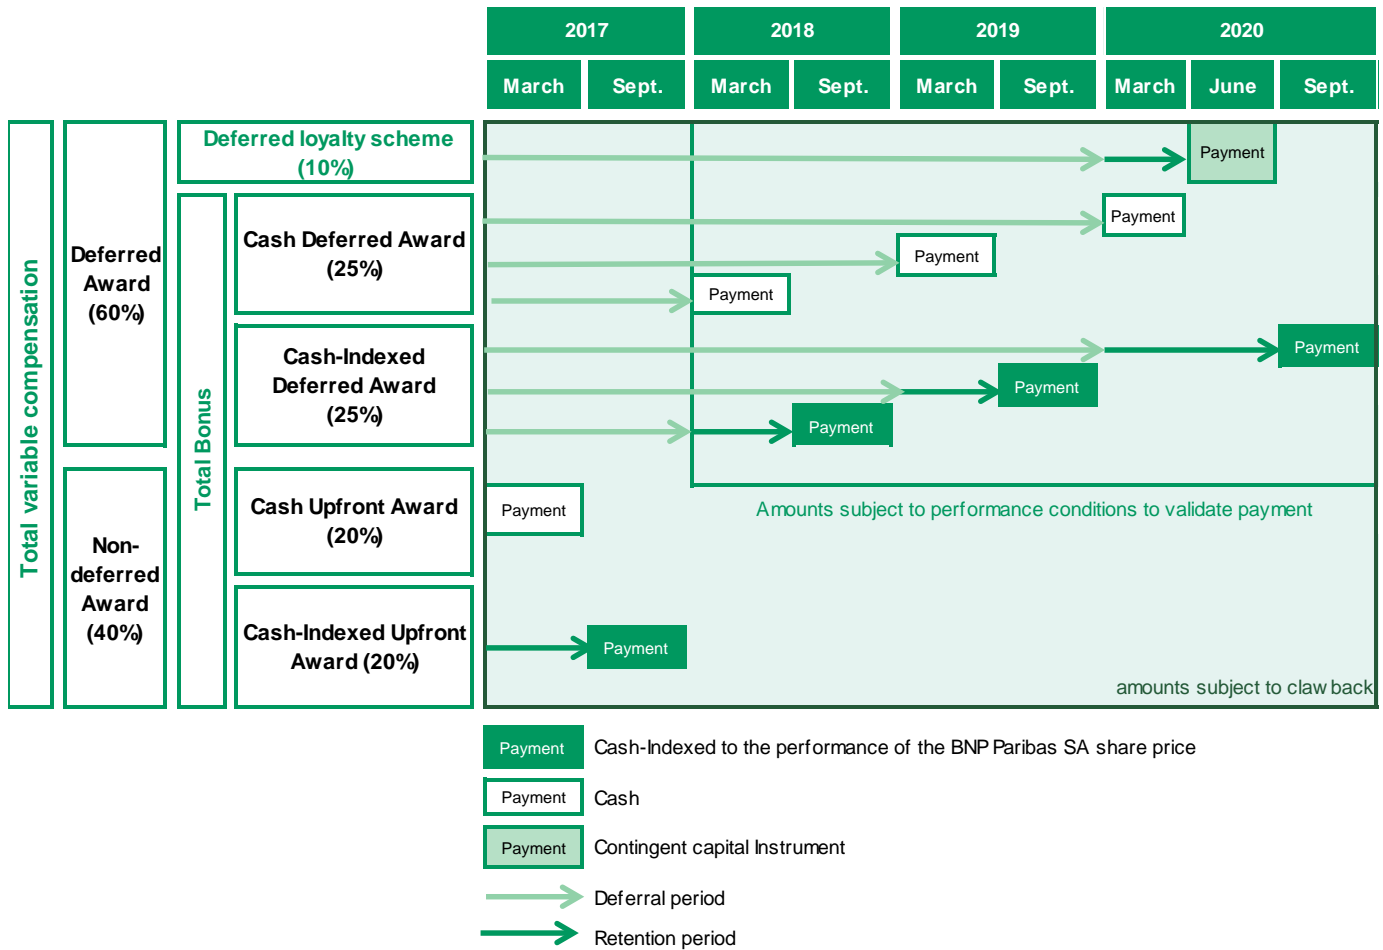 2017
2018
2019
2020
March
Sept.
March
Sept.
March
Sept.
March
June
Sept.
Total variable compensation
Deferred
Award
(60%)
Non-
deferred
Award
(40%)
Total Bonus
Deferred loyalty scheme
(10%)
Payment
Cash Deferred Award
(25%)
Payment
Payment
Payment
Cash-Indexed
Deferred Award
(25%)
Payment
Payment
Payment
Cash Upfront Award
(20%)
Payment
Amounts subject to performance conditions to validate payment
Cash-Indexed Upfront
Award (20%)
Payment
amounts subject to claw back
Payment
Cash-Indexed to the performance of the BNP Paribas SA share price
Payment
Cash
Payment
Contingent capital Instrument
Deferral period
Retention period